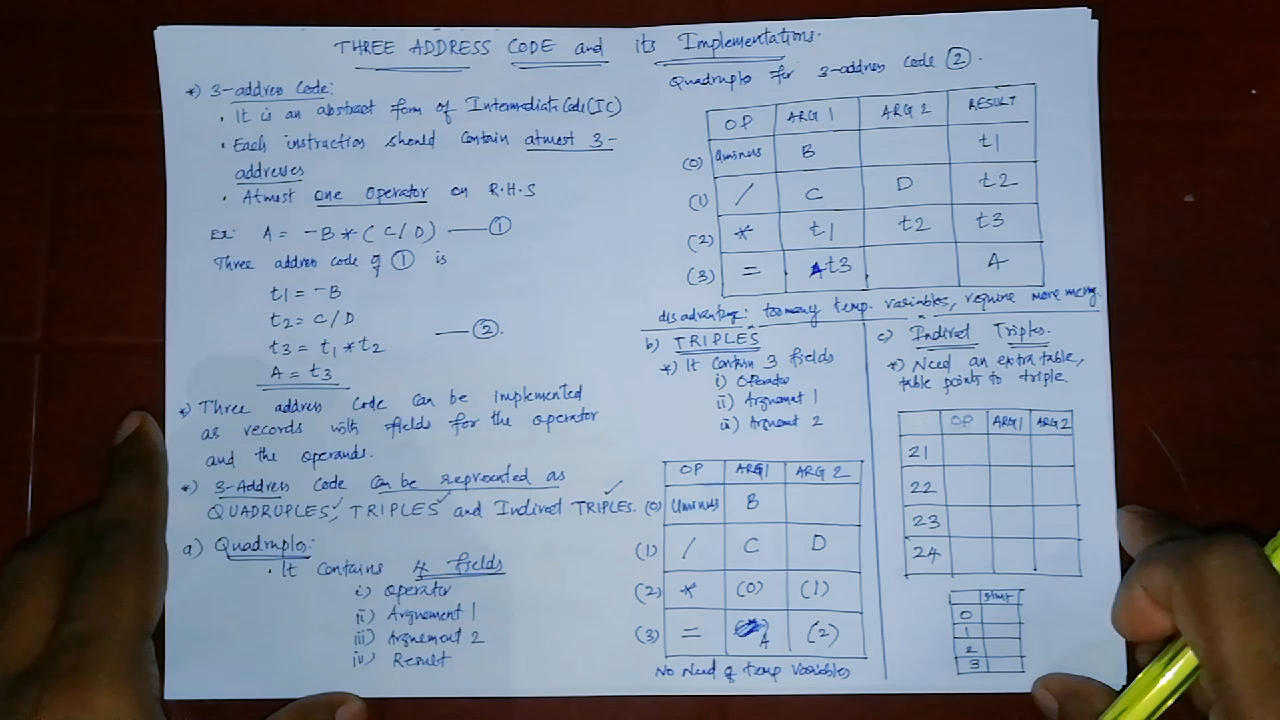 THREE ADDRESS CODE and its Implementations.
*) 3-address Code:
• It is an abstract form of Intermediate Code (IC)
• Each instruction should contain atmost 3-
addresses
• Atmost one operator on R.H.S
Ex: A = -B * (C/D) —— ①
Three address code of ① is
t1 = -B
t2 = C/D —— ②.
t3 = t1 * t2
A = t3
*) Three address Code can be implemented
as records with fields for the operator
and the operands.
*) 3-Address Code can be represented as
QUADRUPLES, TRIPLES and Indirect TRIPLES.
a) Quadruples:
• It contains 4 fields
i) Operator
ii) Arguement 1
iii) Arguement 2
iv) Result
Quadruples for 3-address code ②.
OP ARG 1 ARG 2 RESULT
(0) Uminus B t1
(1) / C D t2
(2) * t1 t2 t3
(3) = t3 A
disadvantage: too many temp. variables, require more
b) TRIPLES
*) It contain 3 fields
i) Operator
ii) Arguemat 1
iii) Arguemt 2
OP ARG1 ARG 2
(0) Uminus B
(1) / C D
(2) * (0) (1)
(3) = A (2)
No Need of temp variables
c) Indirect Triples.
*) Need an extra table,
table points to triple.
OP ARG1 ARG2
21
22
23
24
stmt
0
1
2
3